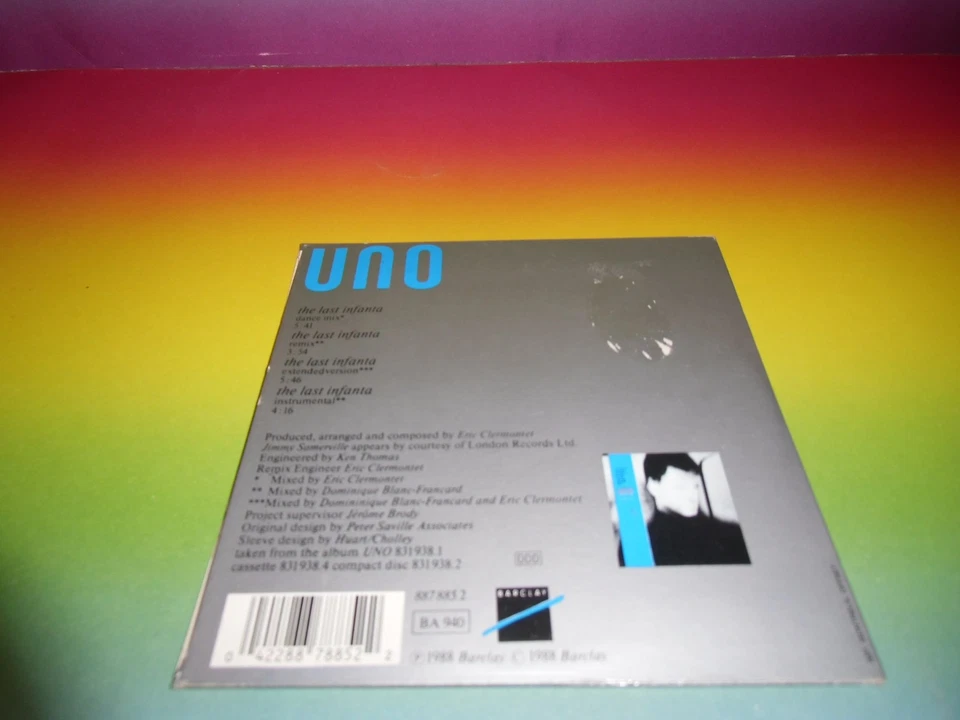 UNO
the last infanta
dance mix*
5:41
the last infanta
remix**
3:54
the last infanta
extendedversion***
5:46
the last infanta
instrumental**
4:16
Produced, arranged and composed by Eric Clermontet
Jimmy Somerville appears by courtesy of London Records Ltd.
Engineered by Ken Thomas
Remix Engineer Eric Clermontet
* Mixed by Eric Clermontet
** Mixed by Dominique Blanc-Francard
***Mixed by Domininique Blanc-Francard and Eric Clermontet
Project supervisor Jérôme Brody
Original design by Peter Saville Associates
Sleeve design by Huart/Cholley
taken from the album UNO 831938.1
cassette 831938.4 compact disc 831938.2
DDD
887 885 2
BA 940
BARCLAY
℗ 1988 Barclay. © 1988 Barclay.
0 42288 78852 2